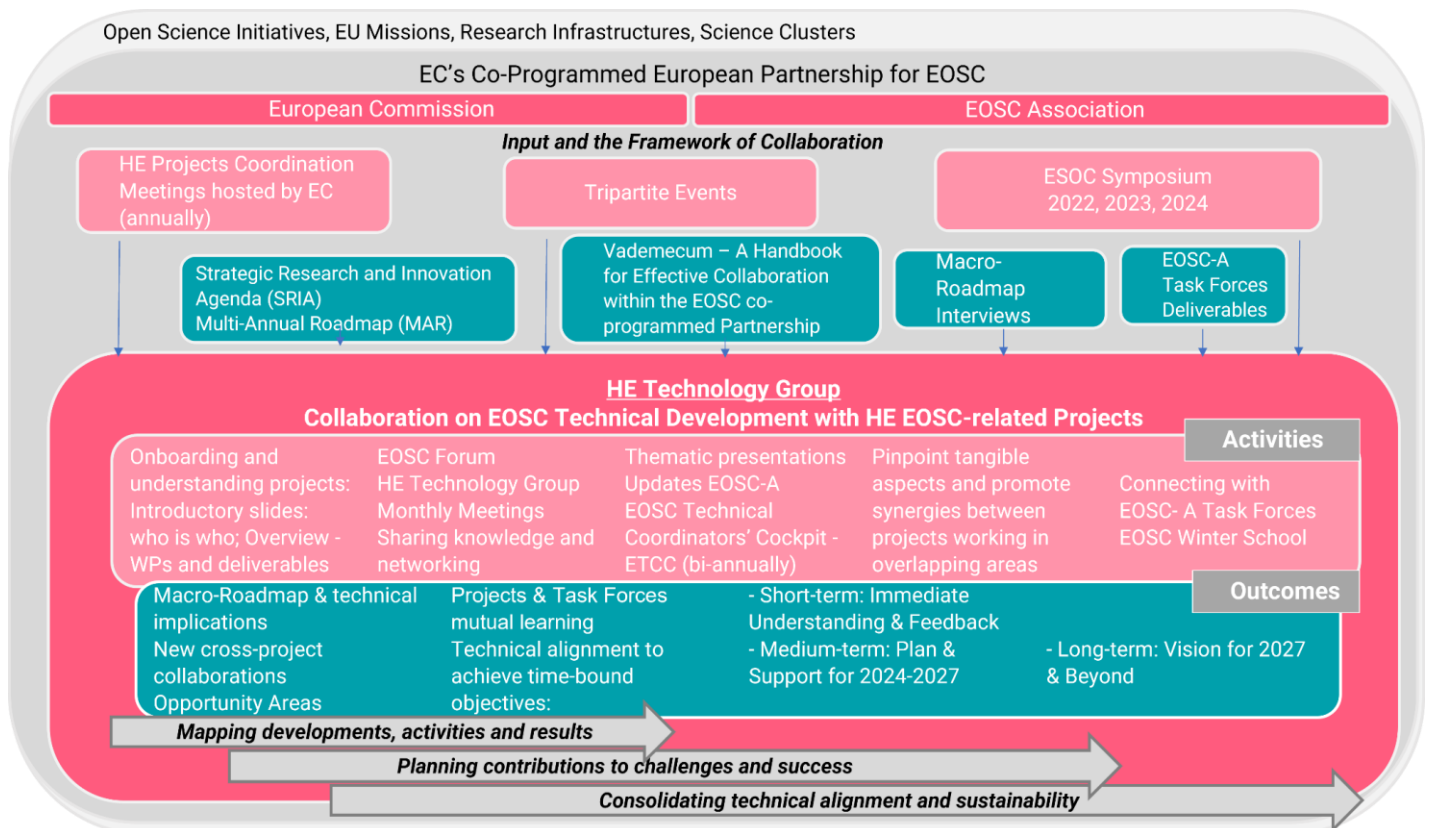 Open Science Initiatives, EU Missions, Research Infrastructures, Science Clusters
EC's Co-Programmed European Partnership for EOSC
European Commission
EOSC Association
Input and the Framework of Collaboration
HE Projects Coordination
Meetings hosted by EC
(annually)
Tripartite Events
ESOC Symposium
2022, 2023, 2024
Strategic Research and Innovation
Agenda (SRIA)
Multi-Annual Roadmap (MAR)
Vademecum – A Handbook
for Effective Collaboration
within the EOSC co-
programmed Partnership
Macro-
Roadmap
Interviews
EOSC-A
Task Forces
Deliverables
HE Technology Group
Collaboration on EOSC Technical Development with HE EOSC-related Projects
Activities
Onboarding and
understanding projects:
Introductory slides:
who is who; Overview -
WPs and deliverables
EOSC Forum
HE Technology Group
Monthly Meetings
Sharing knowledge and
networking
Thematic presentations
Updates EOSC-A
EOSC Technical
Coordinators' Cockpit -
ETCC (bi-annually)
Pinpoint tangible
aspects and promote
synergies between
projects working in
overlapping areas
Connecting with
EOSC- A Task Forces
EOSC Winter School
Outcomes
Macro-Roadmap & technical
implications
New cross-project
collaborations
Opportunity Areas
Projects & Task Forces
mutual learning
Technical alignment to
achieve time-bound
objectives:
- Short-term: Immediate
Understanding & Feedback
- Medium-term: Plan &
Support for 2024-2027
- Long-term: Vision for 2027
& Beyond
Mapping developments, activities and results
Planning contributions to challenges and success
Consolidating technical alignment and sustainability